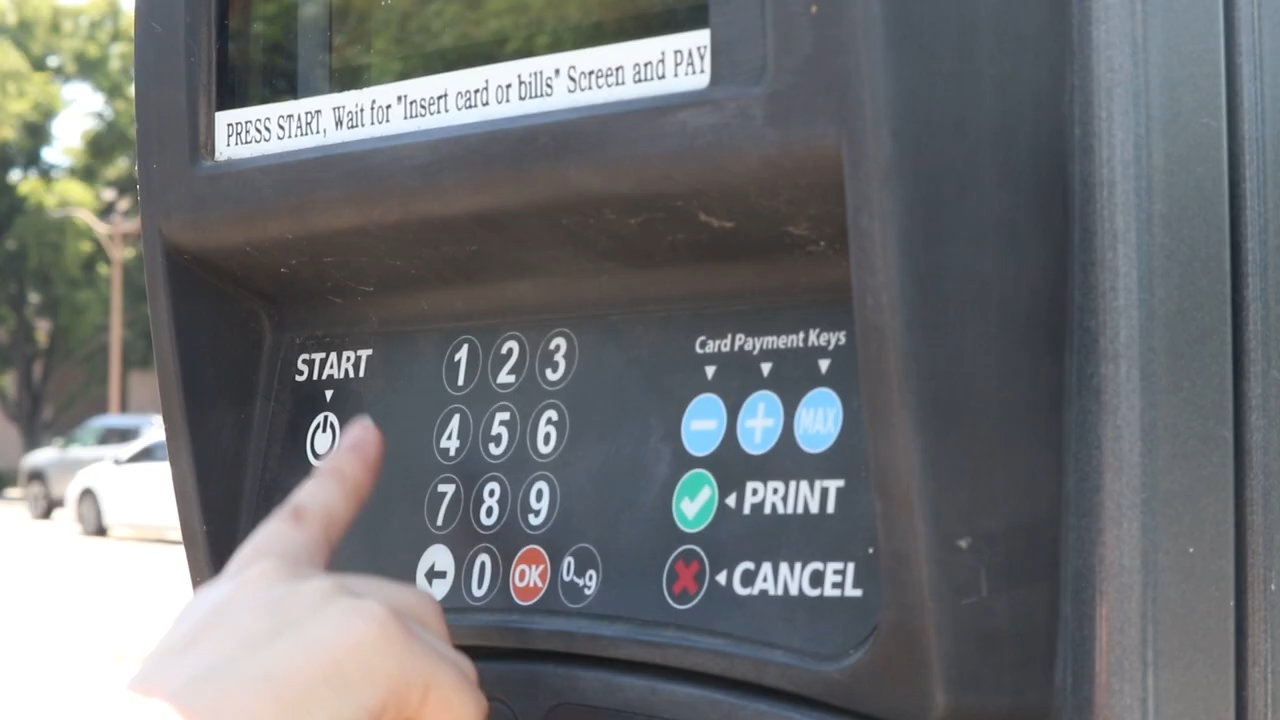 PRESS START, Wait for "Insert card or bills" Screen and PAY
START
1 2 3
4 5 6
7 8 9
0 OK 0 9
Card Payment Keys
- + MAX
PRINT
CANCEL